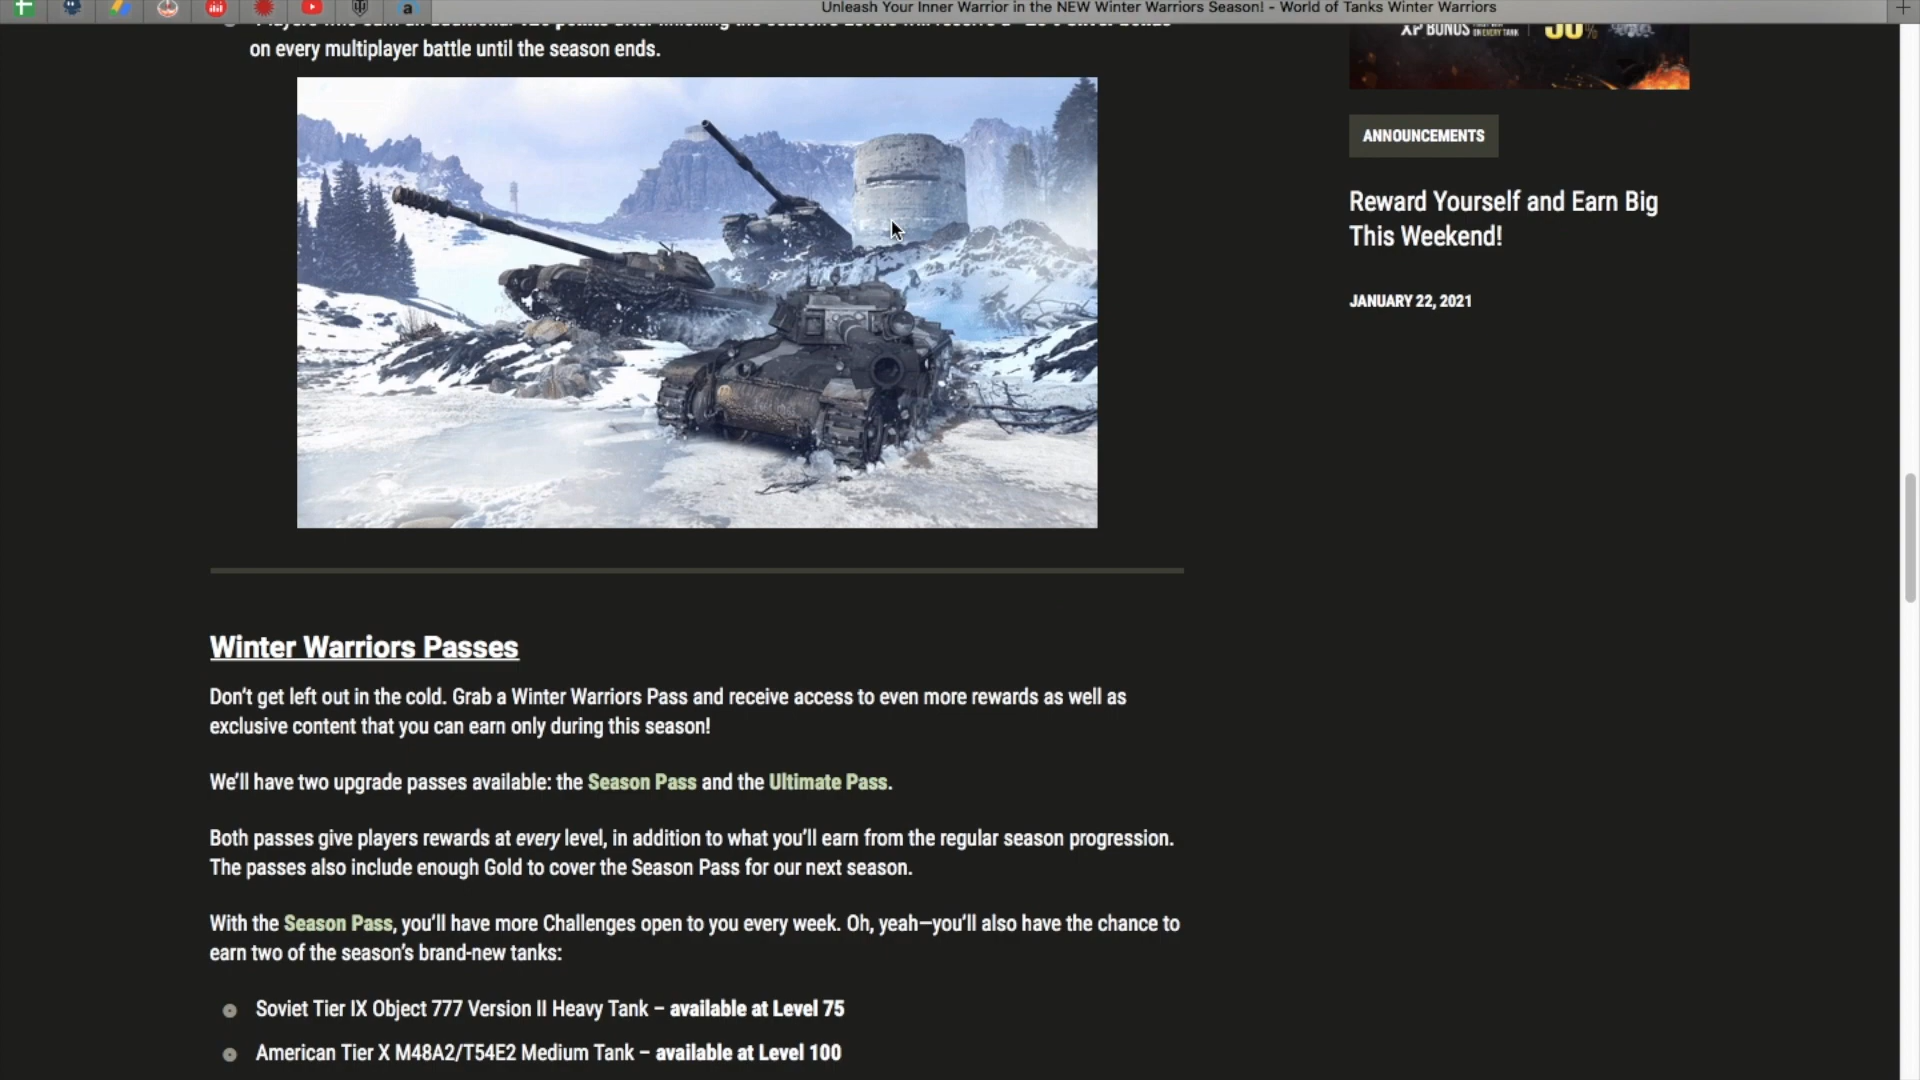 Unleash Your Inner Warrior in the NEW Winter Warriors Season! - World of Tanks Winter Warriors
on every multiplayer battle until the season ends.
XP BONUS ON EVERY TANK
ANNOUNCEMENTS
Reward Yourself and Earn Big
This Weekend!
JANUARY 22, 2021
Winter Warriors Passes
Don't get left out in the cold. Grab a Winter Warriors Pass and receive access to even more rewards as well as
exclusive content that you can earn only during this season!
We'll have two upgrade passes available: the Season Pass and the Ultimate Pass.
Both passes give players rewards at every level, in addition to what you'll earn from the regular season progression.
The passes also include enough Gold to cover the Season Pass for our next season.
With the Season Pass, you'll have more Challenges open to you every week. Oh, yeah—you'll also have the chance to
earn two of the season's brand-new tanks:
Soviet Tier IX Object 777 Version II Heavy Tank – available at Level 75
American Tier X M48A2/T54E2 Medium Tank – available at Level 100